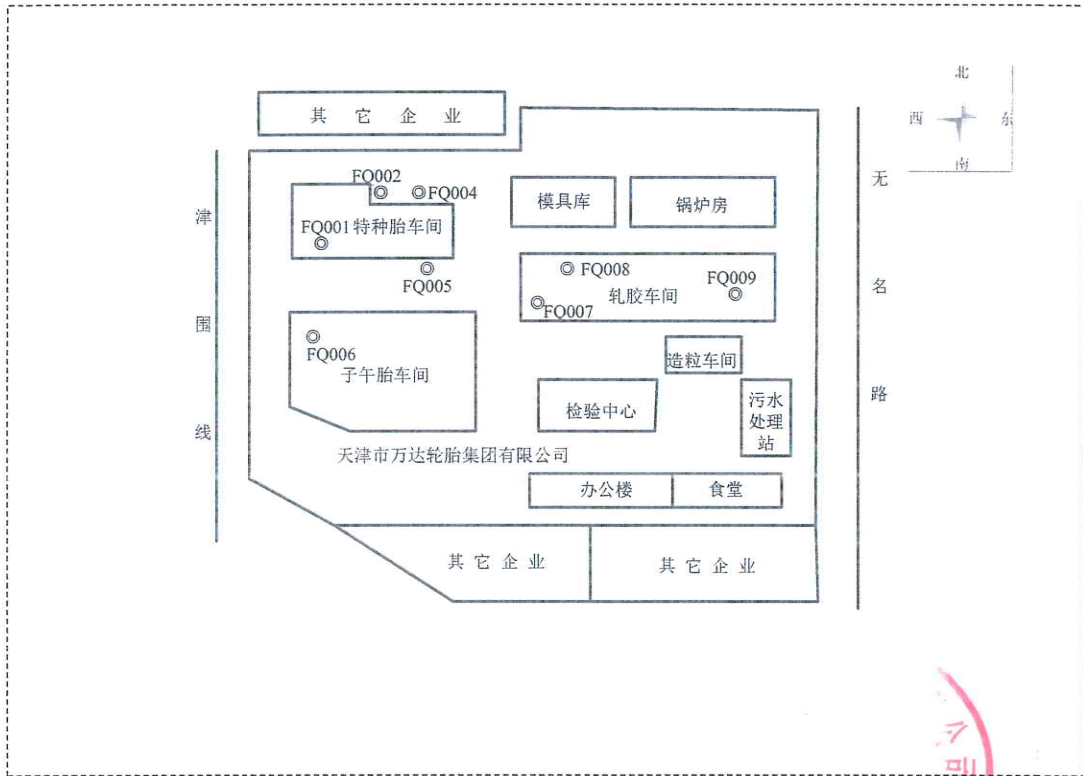 北
西
东
南
其它企业
FQ002
FQ004
模具库
锅炉房
无名路
津围线
FQ001
特种胎车间
FQ005
FQ008
FQ009
轧胶车间
FQ007
FQ006
子午胎车间
造粒车间
检验中心
污水
处理
站
天津市万达轮胎集团有限公司
办公楼
食堂
其它企业
其它企业
公司